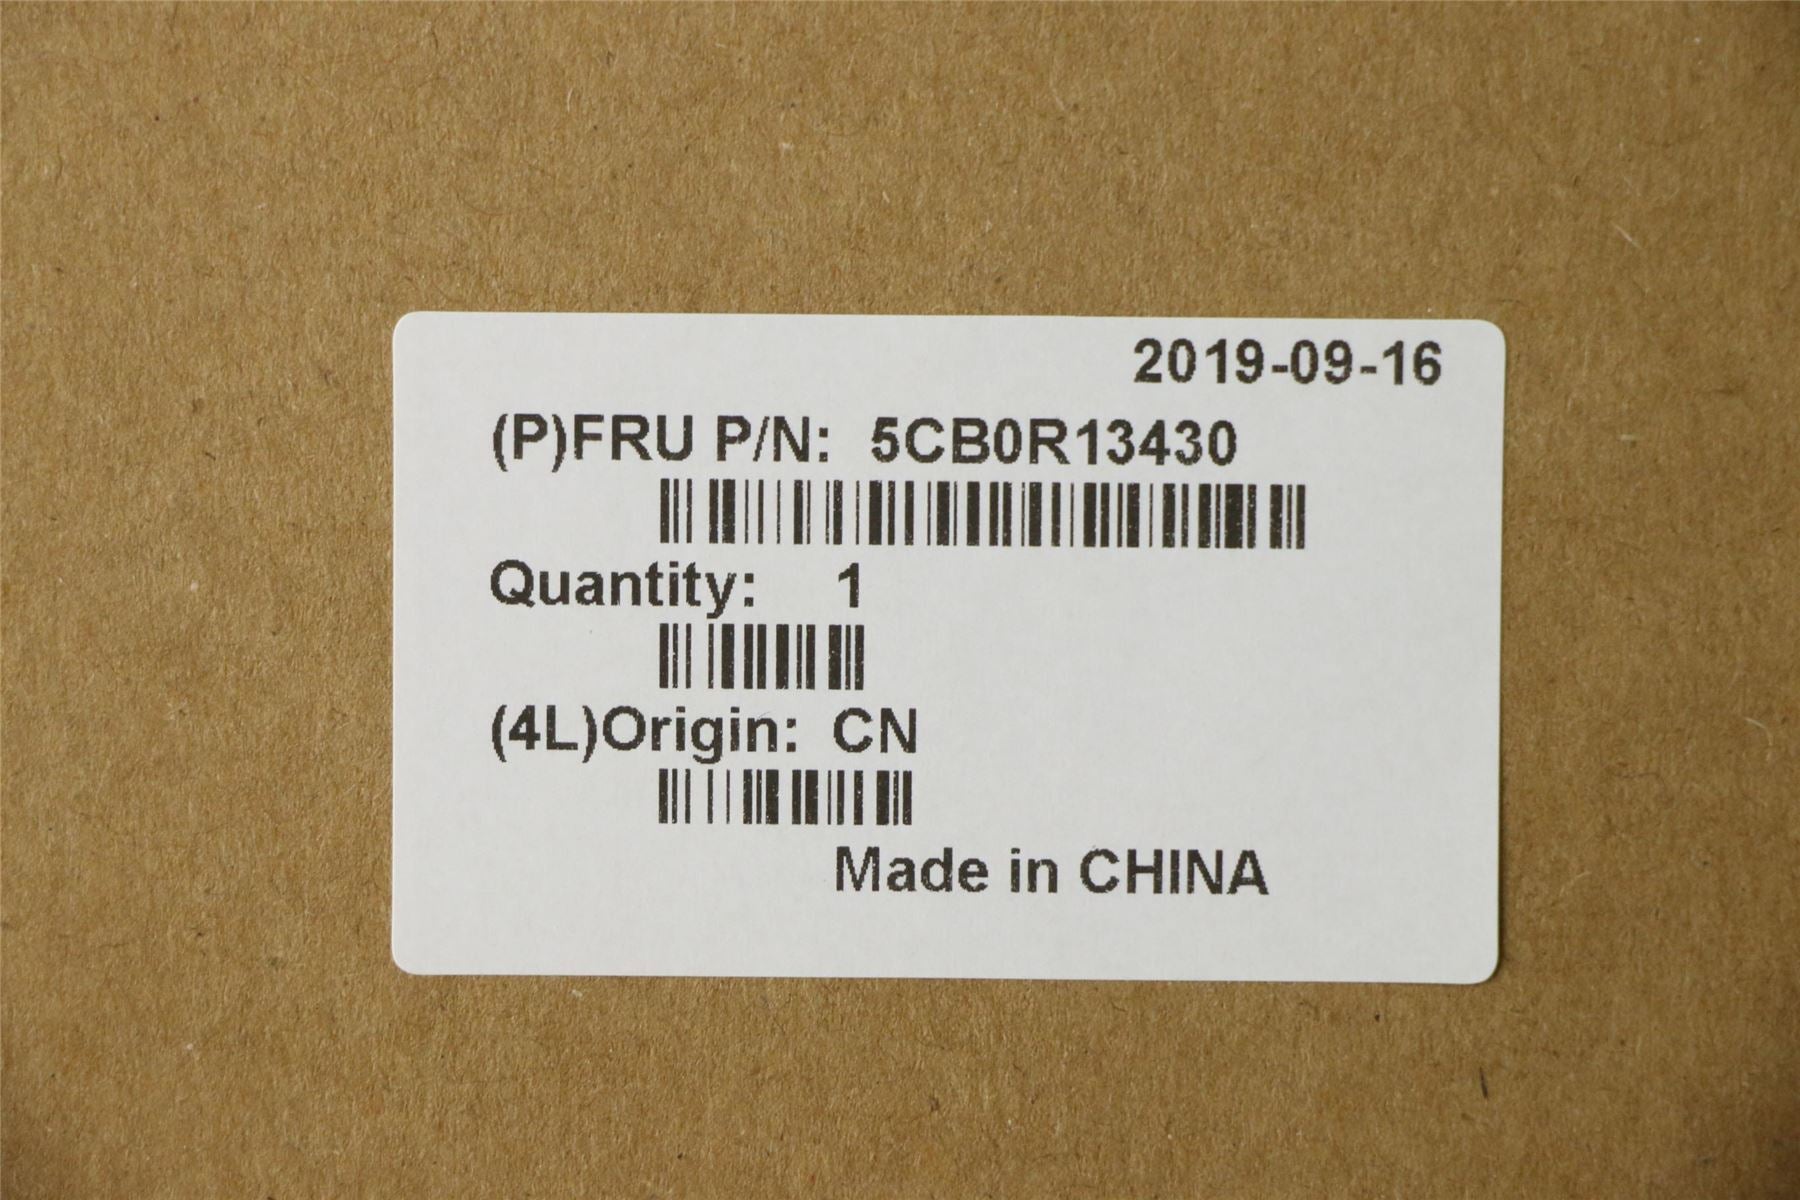 2019-09-16
(P)FRU P/N: 5CB0R13430
Quantity: 1
(4L)Origin: CN
Made in CHINA